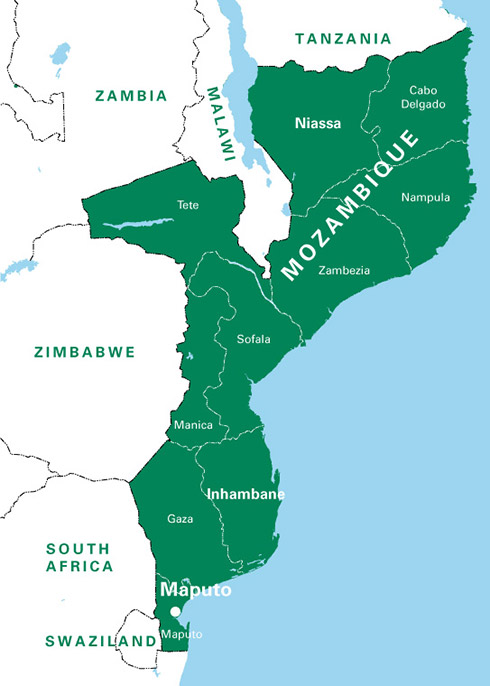 TANZANIA
ZAMBIA
MALAWI
Cabo
Delgado
Niassa
MOZAMBIQUE
Nampula
Tete
Zambezia
Sofala
ZIMBABWE
Manica
Inhambane
Gaza
SOUTH
AFRICA
Maputo
Maputo
SWAZILAND